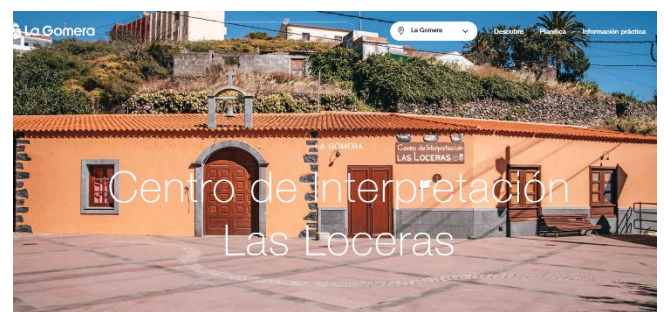 La Gomera
La Gomera
Descubre Planifica Información práctica
LA GOMERA
Centro de Interpretación
LAS LOCERAS
Centro de Interpretación
Las Loceras